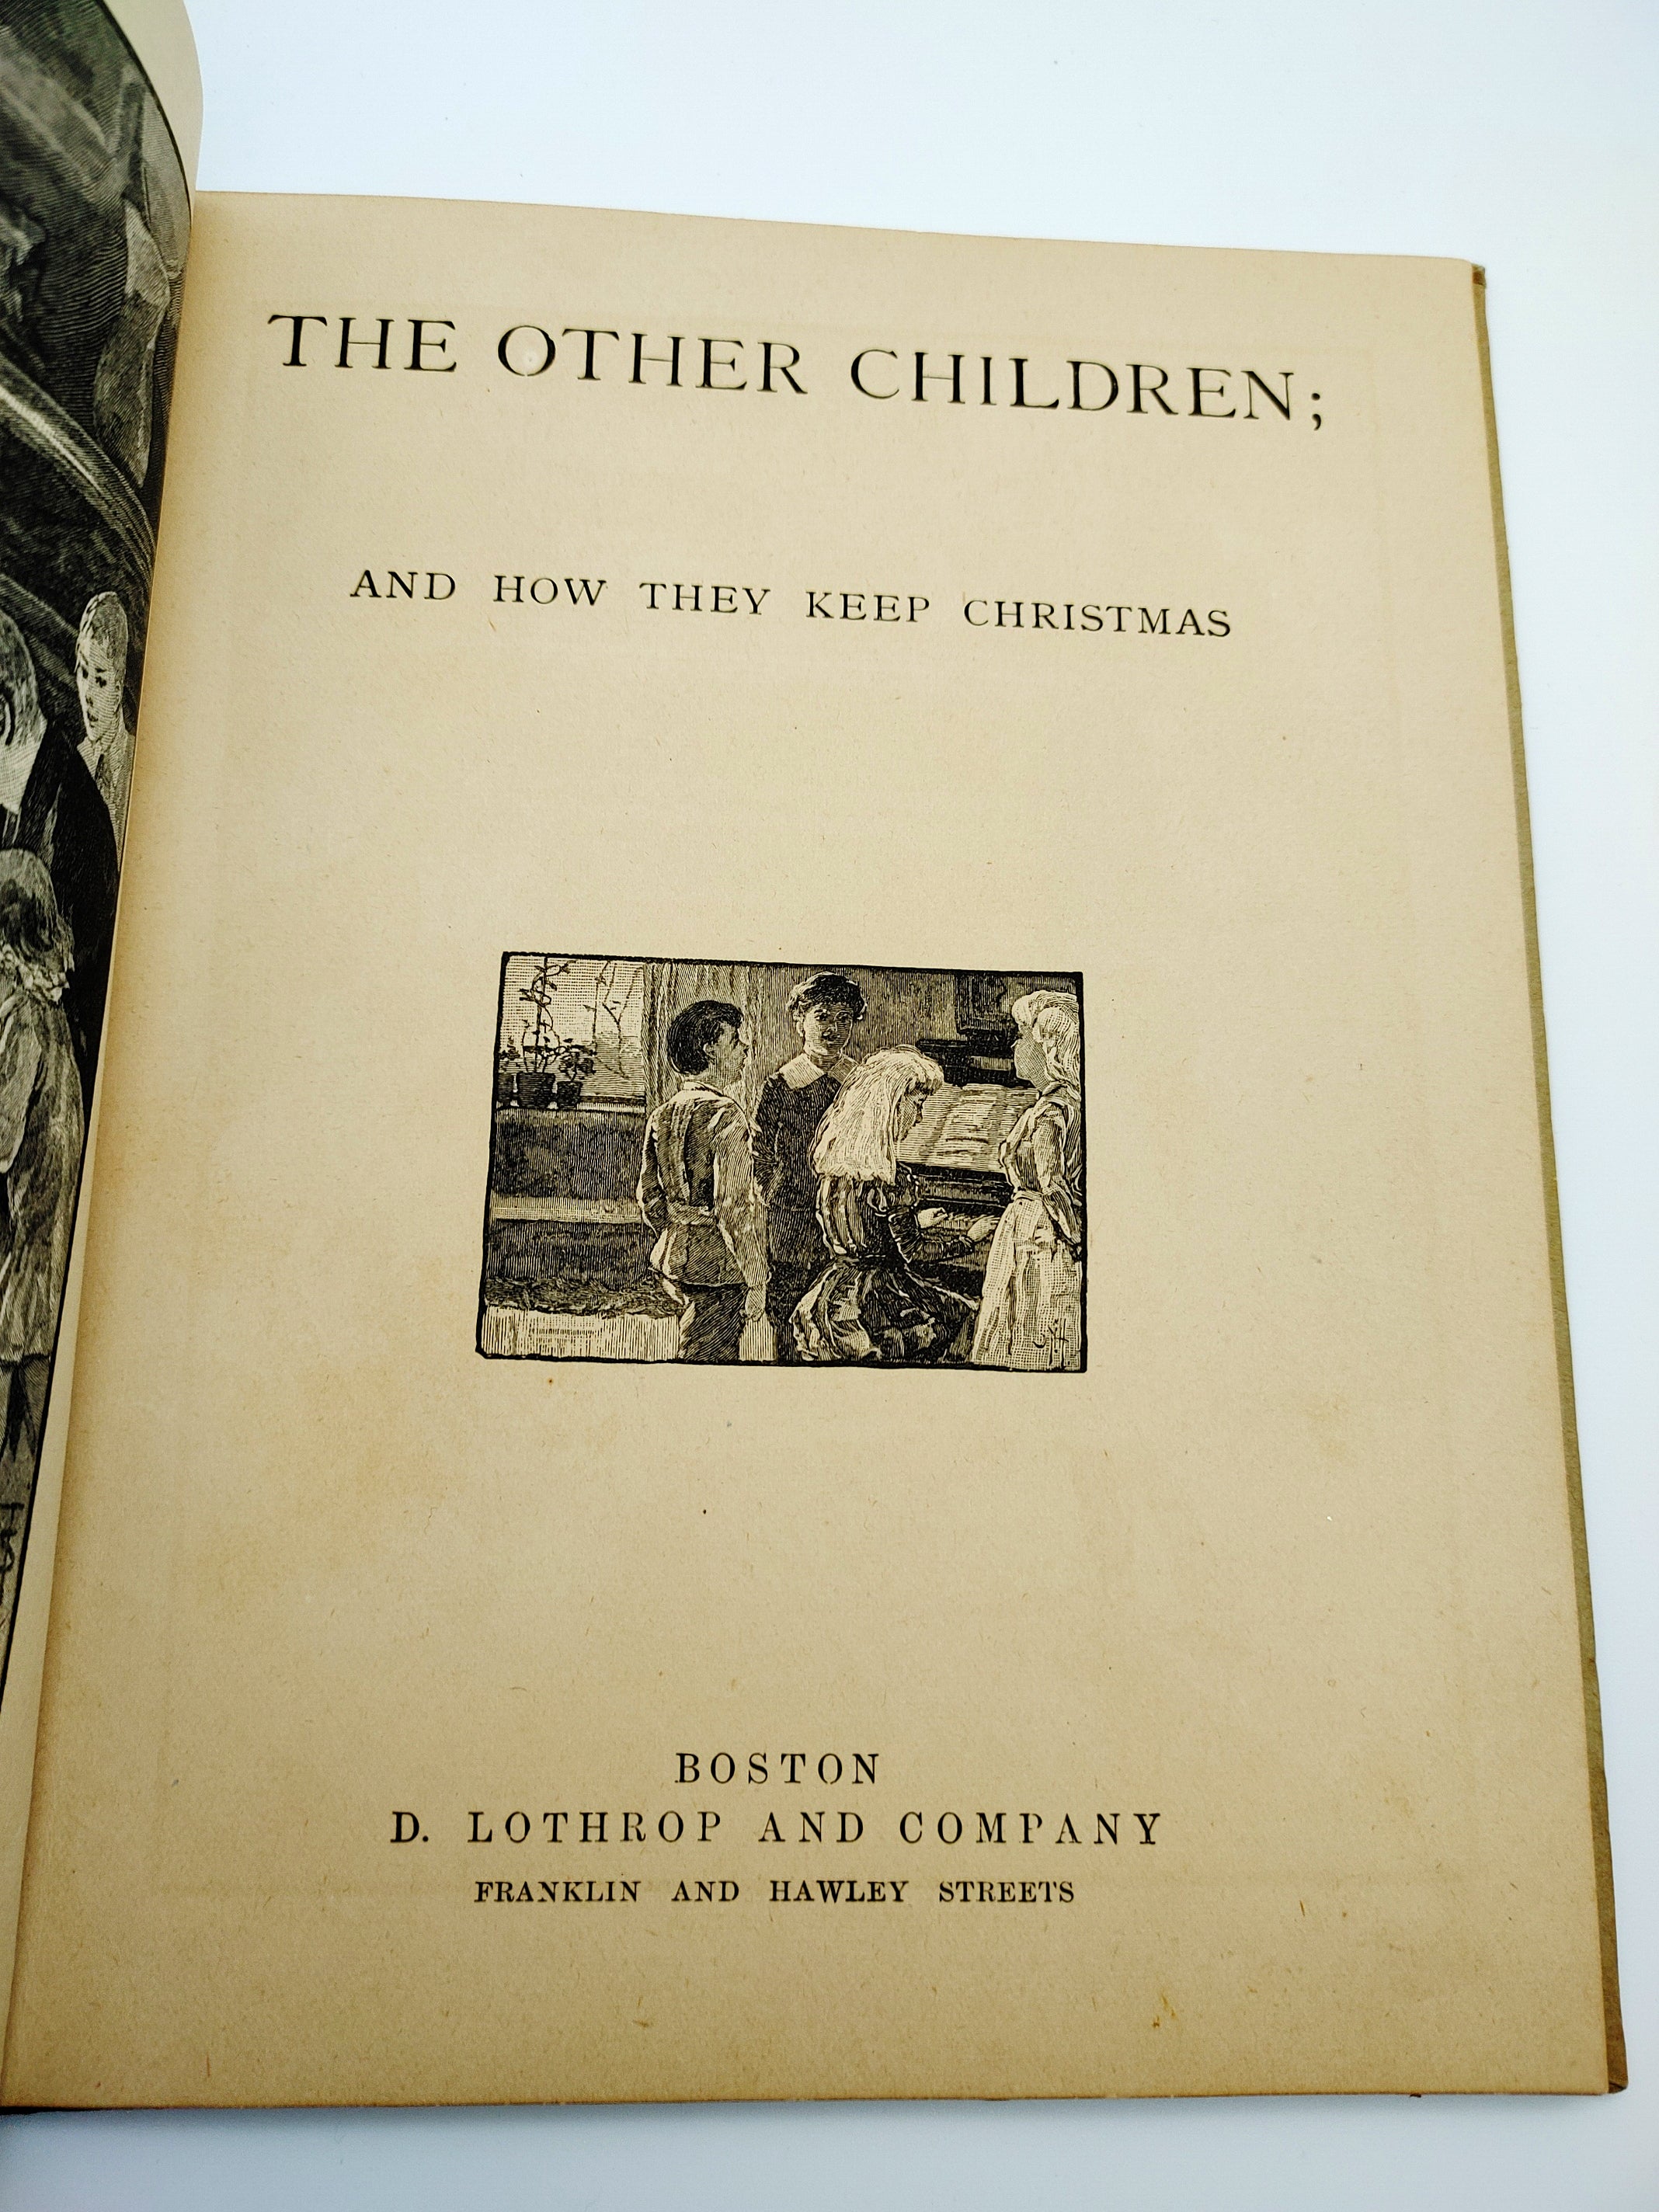 THE OTHER CHILDREN;
AND HOW THEY KEEP CHRISTMAS
BOSTON
D. LOTHROP AND COMPANY
FRANKLIN AND HAWLEY STREETS